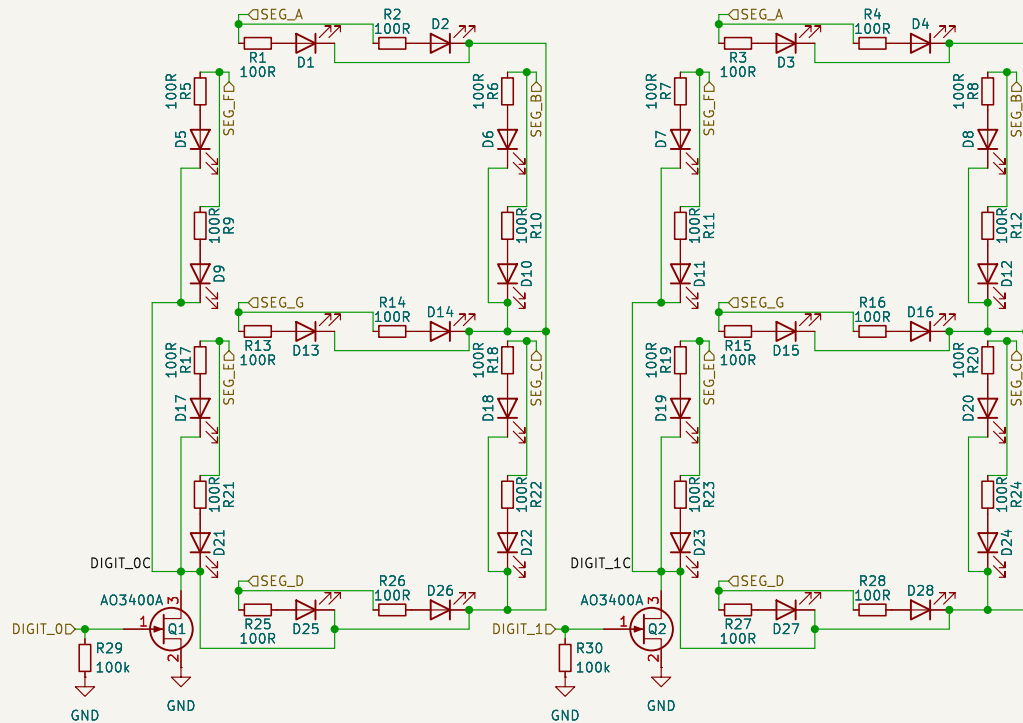 SEG_A
R2
100R
D2
R1
100R
D1
SEG_A
R4
100R
D4
R3
100R
D3
100R
R5
SEG_F
D5
100R
R6
SEG_B
D6
100R
R7
SEG_F
D7
100R
R8
SEG_B
D8
100R
R9
D9
100R
R10
D10
100R
R11
D11
100R
R12
D12
SEG_G
R14
100R
D14
R13
100R
D13
SEG_G
R16
100R
D16
R15
100R
D15
100R
R17
SEG_E
D17
100R
R18
SEG_C
D18
100R
R19
SEG_E
D19
100R
R20
SEG_C
D20
100R
R21
D21
100R
R22
D22
100R
R23
D23
100R
R24
D24
DIGIT_0C
DIGIT_1C
SEG_D
R26
100R
D26
R25
100R
D25
SEG_D
R28
100R
D28
R27
100R
D27
AO3400A
3
DIGIT_0
1
Q1
2
R29
100k
GND
GND
AO3400A
3
DIGIT_1
1
Q2
2
R30
100k
GND
GND